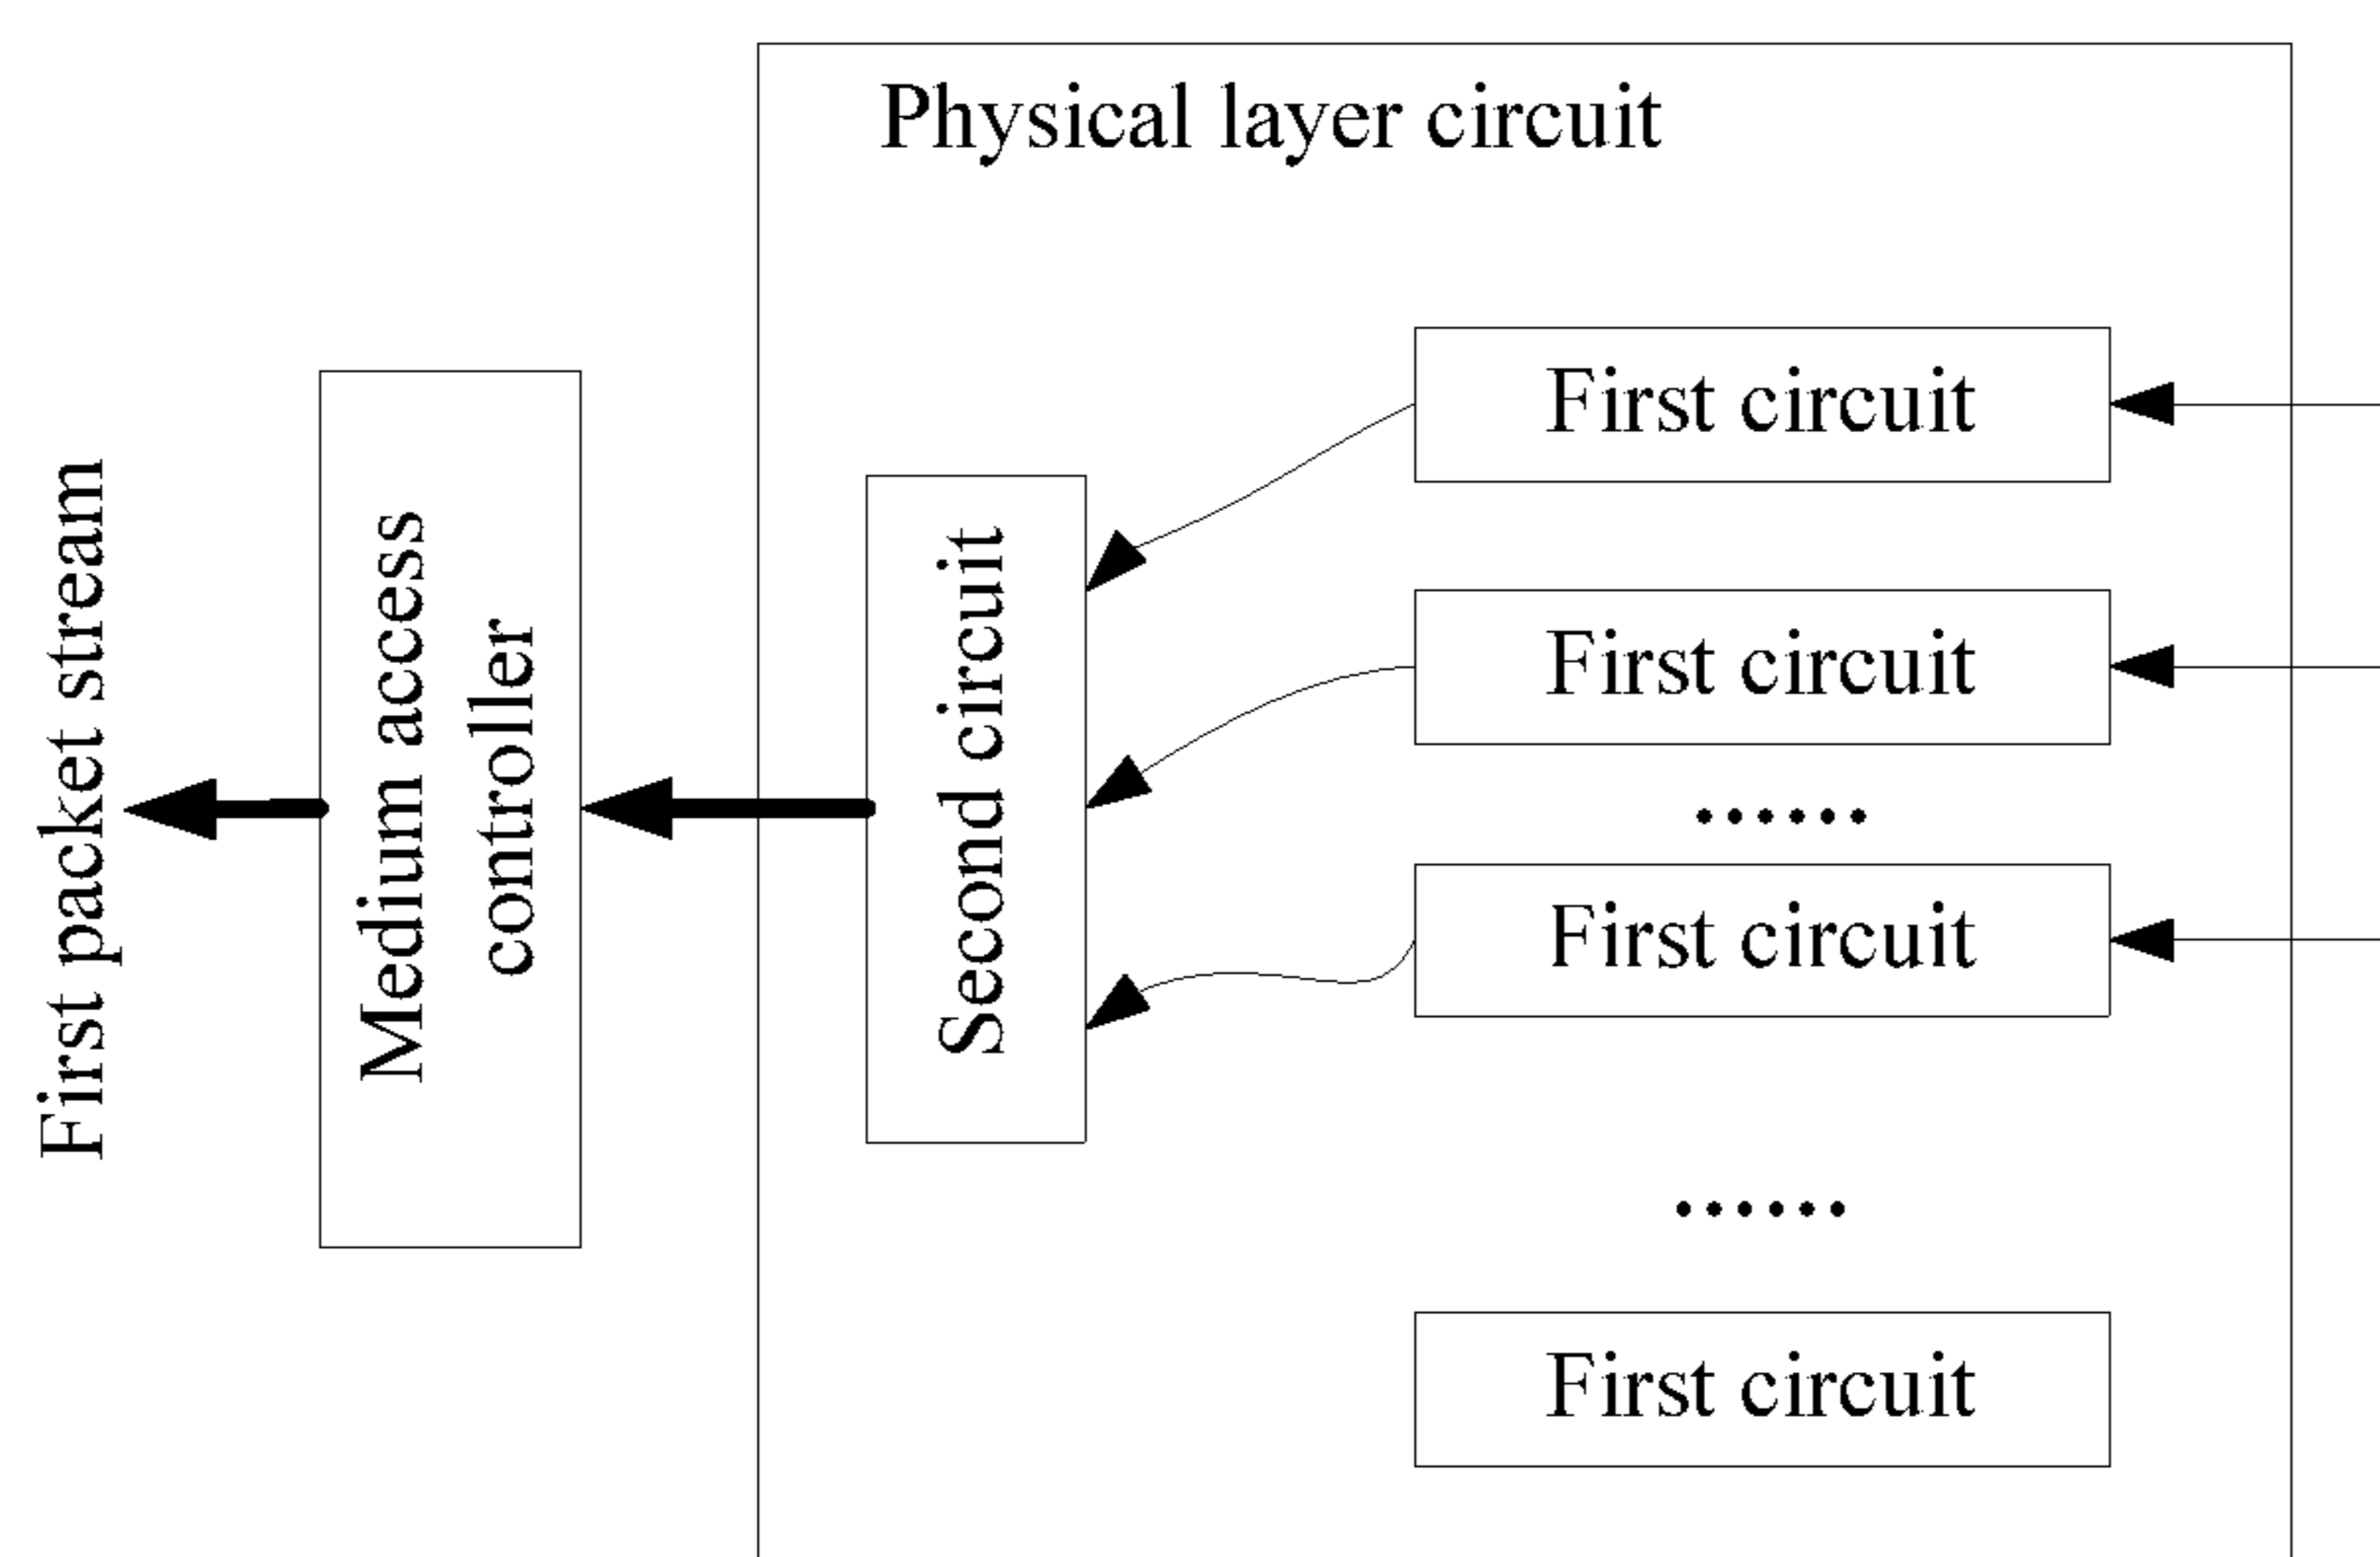 Physical layer circuit
First packet stream
Medium access
controller
Second circuit
First circuit
First circuit
......
First circuit
......
First circuit